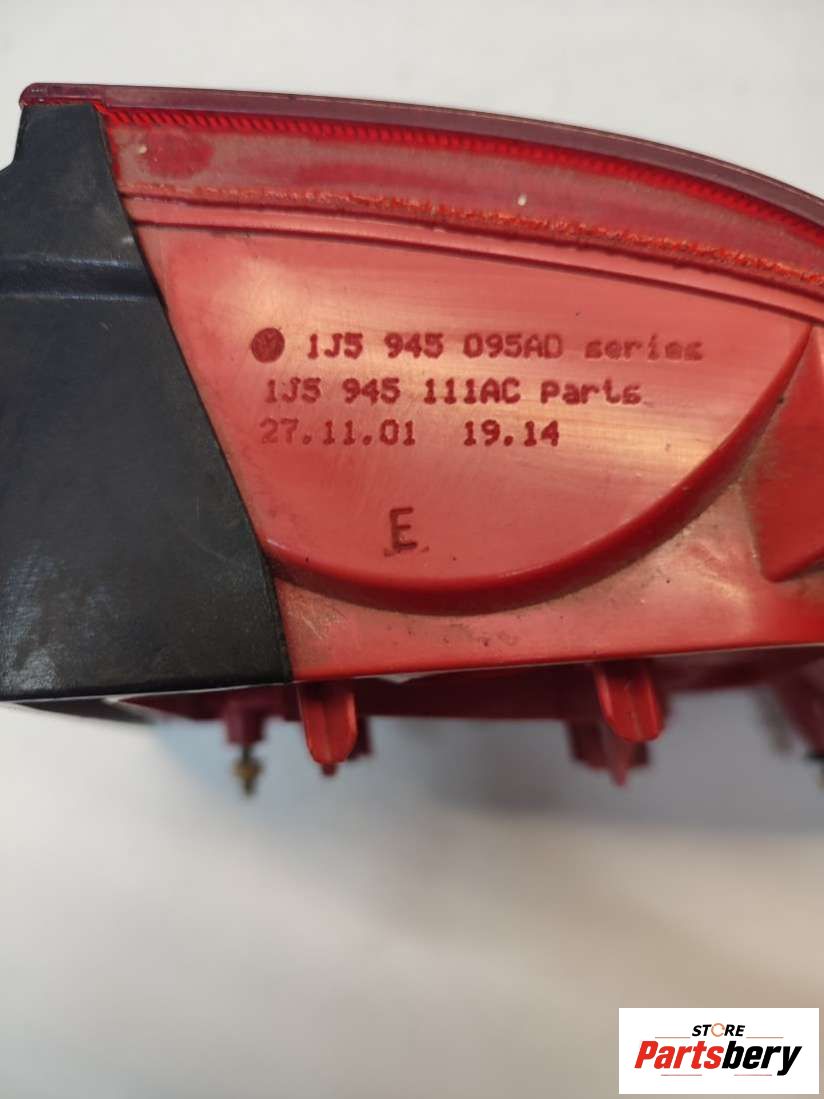 1J5 945 095AD series
1J5 945 111AC Parts
27.11.01 19.14
E
STORE
Partsbery